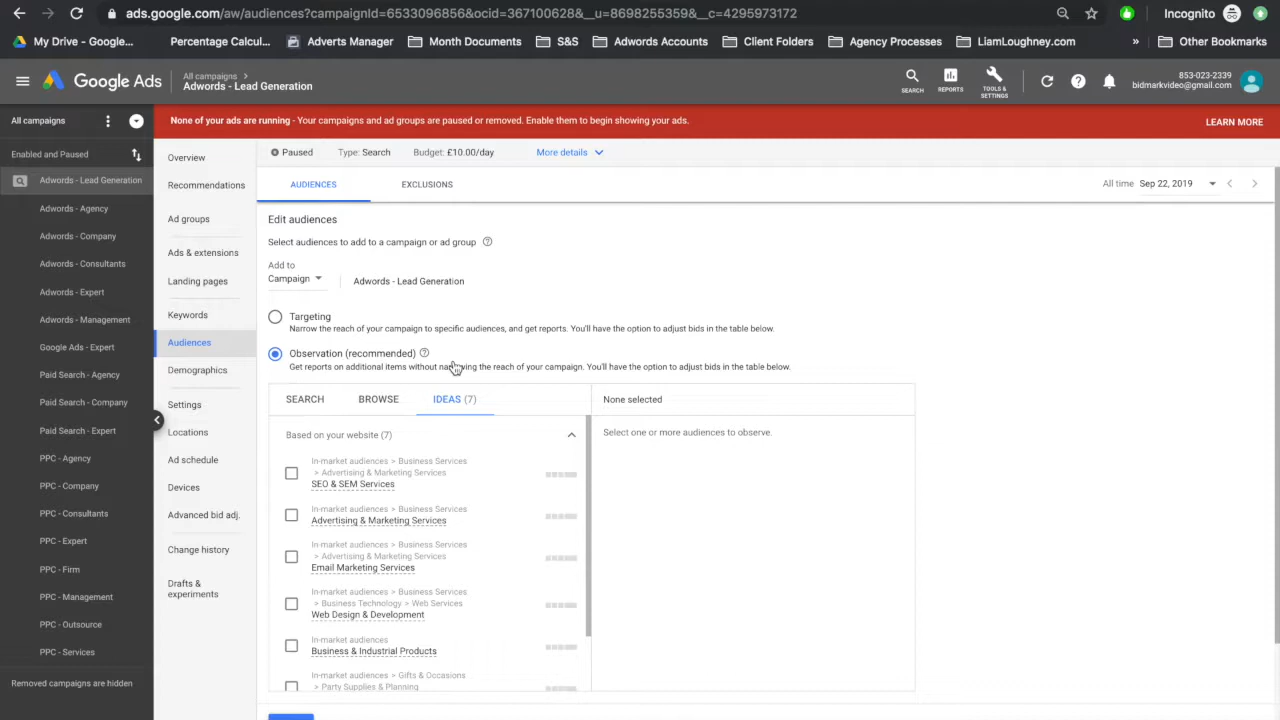 ads.google.com/aw/audiences?campaignId=6533096856&ocid=367100628&__u=8698255359&__c=4295973172
Incognito
My Drive - Google...
Percentage Calcul...
Adverts Manager
Month Documents
S&S
Adwords Accounts
Client Folders
Agency Processes
LiamLoughney.com
»
Other Bookmarks
Google Ads
All campaigns >
Adwords - Lead Generation
SEARCH
REPORTS
TOOLS &
SETTINGS
853-023-2339
bidmarkvideo@gmail.com
All campaigns
None of your ads are running - Your campaigns and ad groups are paused or removed. Enable them to begin showing your ads.
LEARN MORE
Enabled and Paused
Adwords - Lead Generation
Adwords - Agency
Adwords - Company
Adwords - Consultants
Adwords - Expert
Adwords - Management
Google Ads - Expert
Paid Search - Agency
Paid Search - Company
Paid Search - Expert
PPC - Agency
PPC - Company
PPC - Consultants
PPC - Expert
PPC - Firm
PPC - Management
PPC - Outsource
PPC - Services
Removed campaigns are hidden
Overview
Recommendations
Ad groups
Ads & extensions
Landing pages
Keywords
Audiences
Demographics
Settings
Locations
Ad schedule
Devices
Advanced bid adj.
Change history
Drafts &
experiments
Paused
Type: Search
Budget: £10.00/day
More details
AUDIENCES
EXCLUSIONS
All time
Sep 22, 2019
Edit audiences
Select audiences to add to a campaign or ad group
Add to
Campaign
Adwords - Lead Generation
Targeting
Narrow the reach of your campaign to specific audiences, and get reports. You'll have the option to adjust bids in the table below.
Observation (recommended)
Get reports on additional items without narrowing the reach of your campaign. You'll have the option to adjust bids in the table below.
SEARCH
BROWSE
IDEAS (7)
None selected
Based on your website (7)
Select one or more audiences to observe.
In-market audiences > Business Services
> Advertising & Marketing Services
SEO & SEM Services
In-market audiences > Business Services
Advertising & Marketing Services
In-market audiences > Business Services
> Advertising & Marketing Services
Email Marketing Services
In-market audiences > Business Services
> Business Technology > Web Services
Web Design & Development
In-market audiences
Business & Industrial Products
In-market audiences > Gifts & Occasions
> Party Supplies & Planning